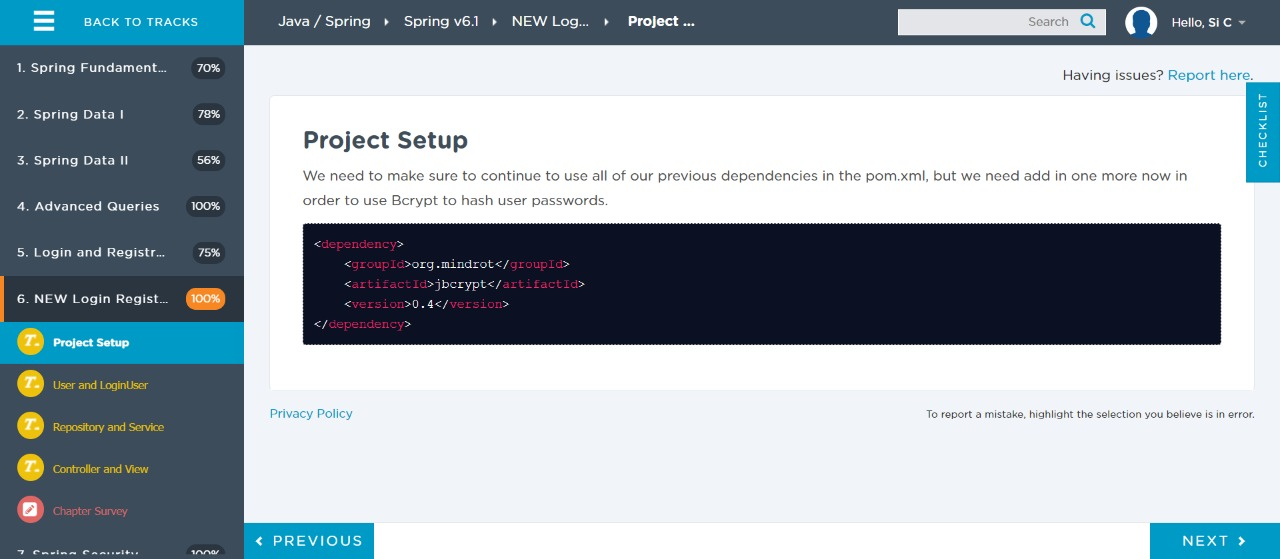 BACK TO TRACKS
Java / Spring
Spring v6.1
NEW Log...
Project ...
Search
Hello, Si C
1. Spring Fundament... 70%
2. Spring Data I 78%
3. Spring Data II 56%
4. Advanced Queries 100%
5. Login and Registr... 75%
6. NEW Login Regist... 100%
T.
Project Setup
T.
User and LoginUser
T.
Repository and Service
T.
Controller and View
Chapter Survey
7. Spring Security 100%
Having issues? Report here.
CHECKLIST
Project Setup
We need to make sure to continue to use all of our previous dependencies in the pom.xml, but we need add in one more now in
order to use Bcrypt to hash user passwords.
<dependency>
    <groupId>org.mindrot</groupId>
    <artifactId>jbcrypt</artifactId>
    <version>0.4</version>
</dependency>
Privacy Policy
To report a mistake, highlight the selection you believe is in error.
PREVIOUS
NEXT